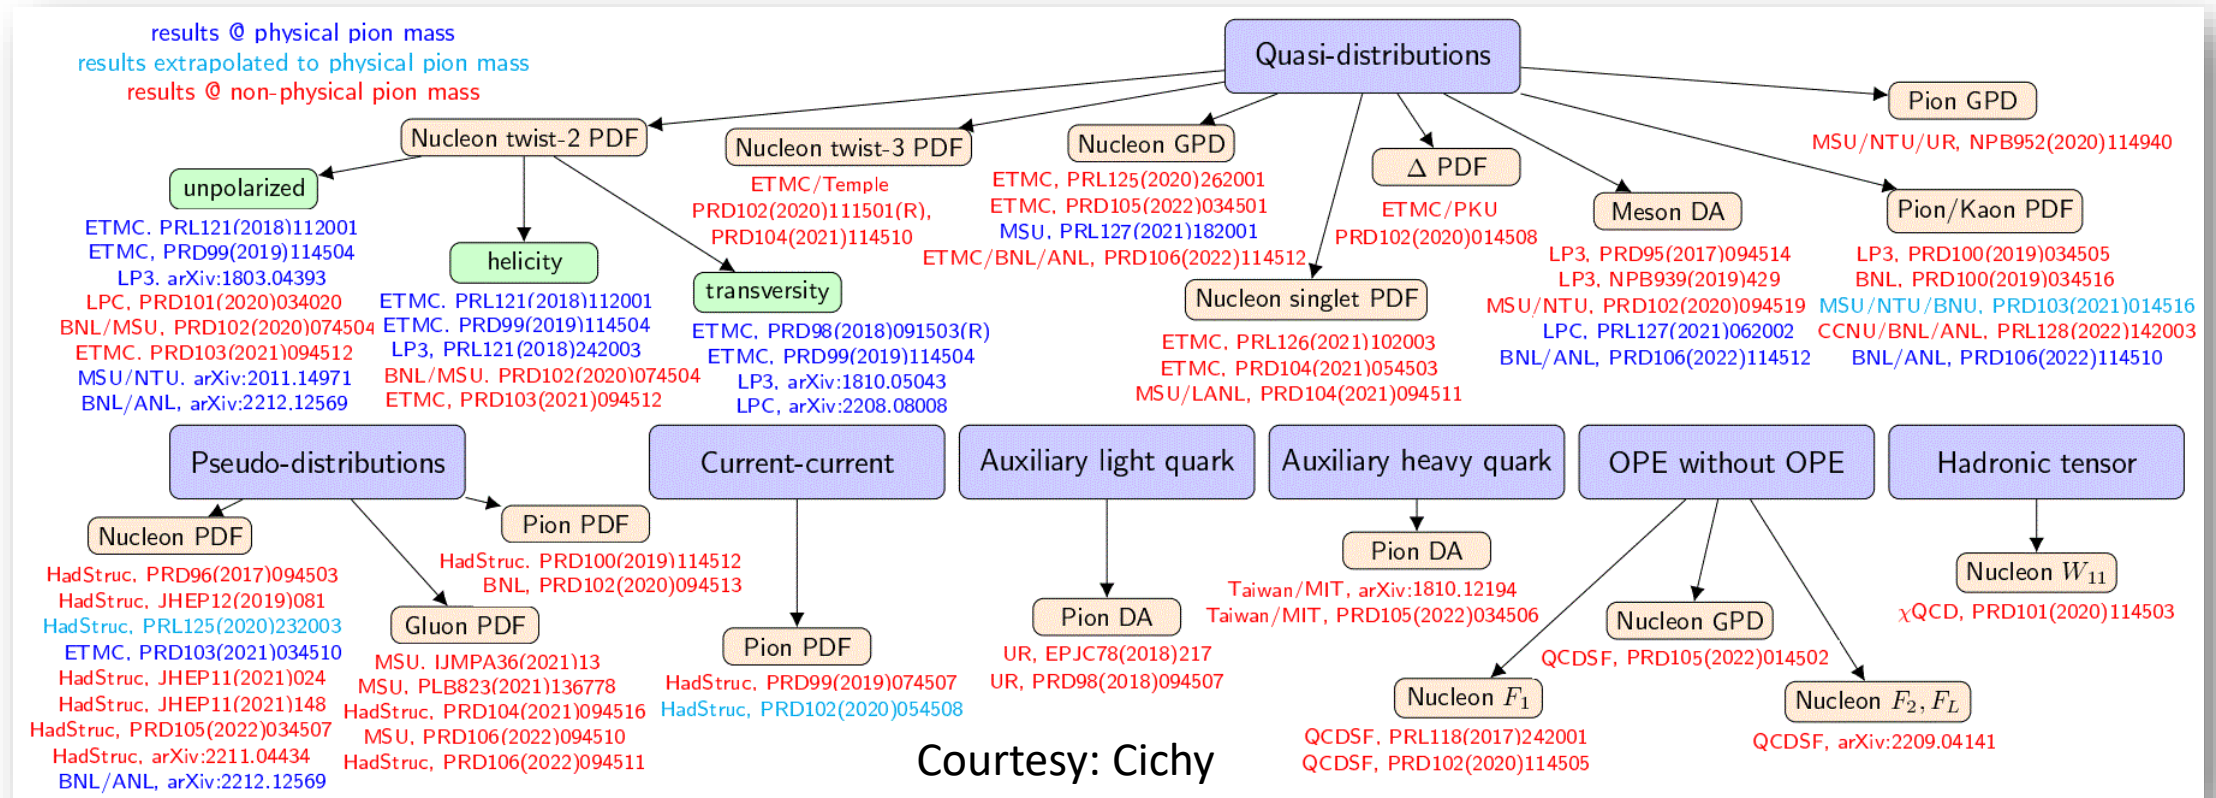 results @ physical pion mass
results extrapolated to physical pion mass
results @ non-physical pion mass
Quasi-distributions
Nucleon twist-2 PDF
unpolarized
ETMC. PRL121(2018)112001
ETMC, PRD99(2019)114504
LP3. arXiv:1803.04393
LPC, PRD101(2020)034020
BNL/MSU, PRD102(2020)074504
ETMC. PRD103(2021)094512
MSU/NTU. arXiv:2011.14971
BNL/ANL, arXiv:2212.12569
helicity
ETMC. PRL121(2018)112001
ETMC. PRD99(2019)114504
LP3, PRL121(2018)242003
BNL/MSU. PRD102(2020)074504
ETMC, PRD103(2021)094512
transversity
ETMC, PRD98(2018)091503(R)
ETMC, PRD99(2019)114504
LP3, arXiv:1810.05043
LPC, arXiv:2208.08008
Nucleon twist-3 PDF
ETMC/Temple
PRD102(2020)111501(R),
PRD104(2021)114510
Nucleon GPD
ETMC, PRL125(2020)262001
ETMC, PRD105(2022)034501
MSU, PRL127(2021)182001
ETMC/BNL/ANL, PRD106(2022)114512
Nucleon singlet PDF
ETMC, PRL126(2021)102003
ETMC, PRD104(2021)054503
MSU/LANL, PRD104(2021)094511
Δ PDF
ETMC/PKU
PRD102(2020)014508
Meson DA
LP3, PRD95(2017)094514
LP3, NPB939(2019)429
MSU/NTU, PRD102(2020)094519
LPC, PRL127(2021)062002
BNL/ANL, PRD106(2022)114512
Pion GPD
MSU/NTU/UR, NPB952(2020)114940
Pion/Kaon PDF
LP3, PRD100(2019)034505
BNL, PRD100(2019)034516
MSU/NTU/BNU, PRD103(2021)014516
CCNU/BNL/ANL, PRL128(2022)142003
BNL/ANL, PRD106(2022)114510
Pseudo-distributions
Nucleon PDF
HadStruc, PRD96(2017)094503
HadStruc, JHEP12(2019)081
HadStruc, PRL125(2020)232003
ETMC, PRD103(2021)034510
HadStruc, JHEP11(2021)024
HadStruc, JHEP11(2021)148
HadStruc, PRD105(2022)034507
HadStruc, arXiv:2211.04434
BNL/ANL, arXiv:2212.12569
Gluon PDF
MSU. IJMPA36(2021)13
MSU, PLB823(2021)136778
HadStruc, PRD104(2021)094516
MSU, PRD106(2022)094510
HadStruc, PRD106(2022)094511
Pion PDF
HadStruc. PRD100(2019)114512
BNL, PRD102(2020)094513
Current-current
Pion PDF
HadStruc, PRD99(2019)074507
HadStruc, PRD102(2020)054508
Auxiliary light quark
Pion DA
UR, EPJC78(2018)217
UR, PRD98(2018)094507
Auxiliary heavy quark
Pion DA
Taiwan/MIT, arXiv:1810.12194
Taiwan/MIT, PRD105(2022)034506
OPE without OPE
Nucleon F₁
QCDSF, PRL118(2017)242001
QCDSF, PRD102(2020)114505
Nucleon GPD
QCDSF, PRD105(2022)014502
Nucleon F₂, F_L
QCDSF, arXiv:2209.04141
Hadronic tensor
Nucleon W₁₁
χQCD, PRD101(2020)114503
Courtesy: Cichy